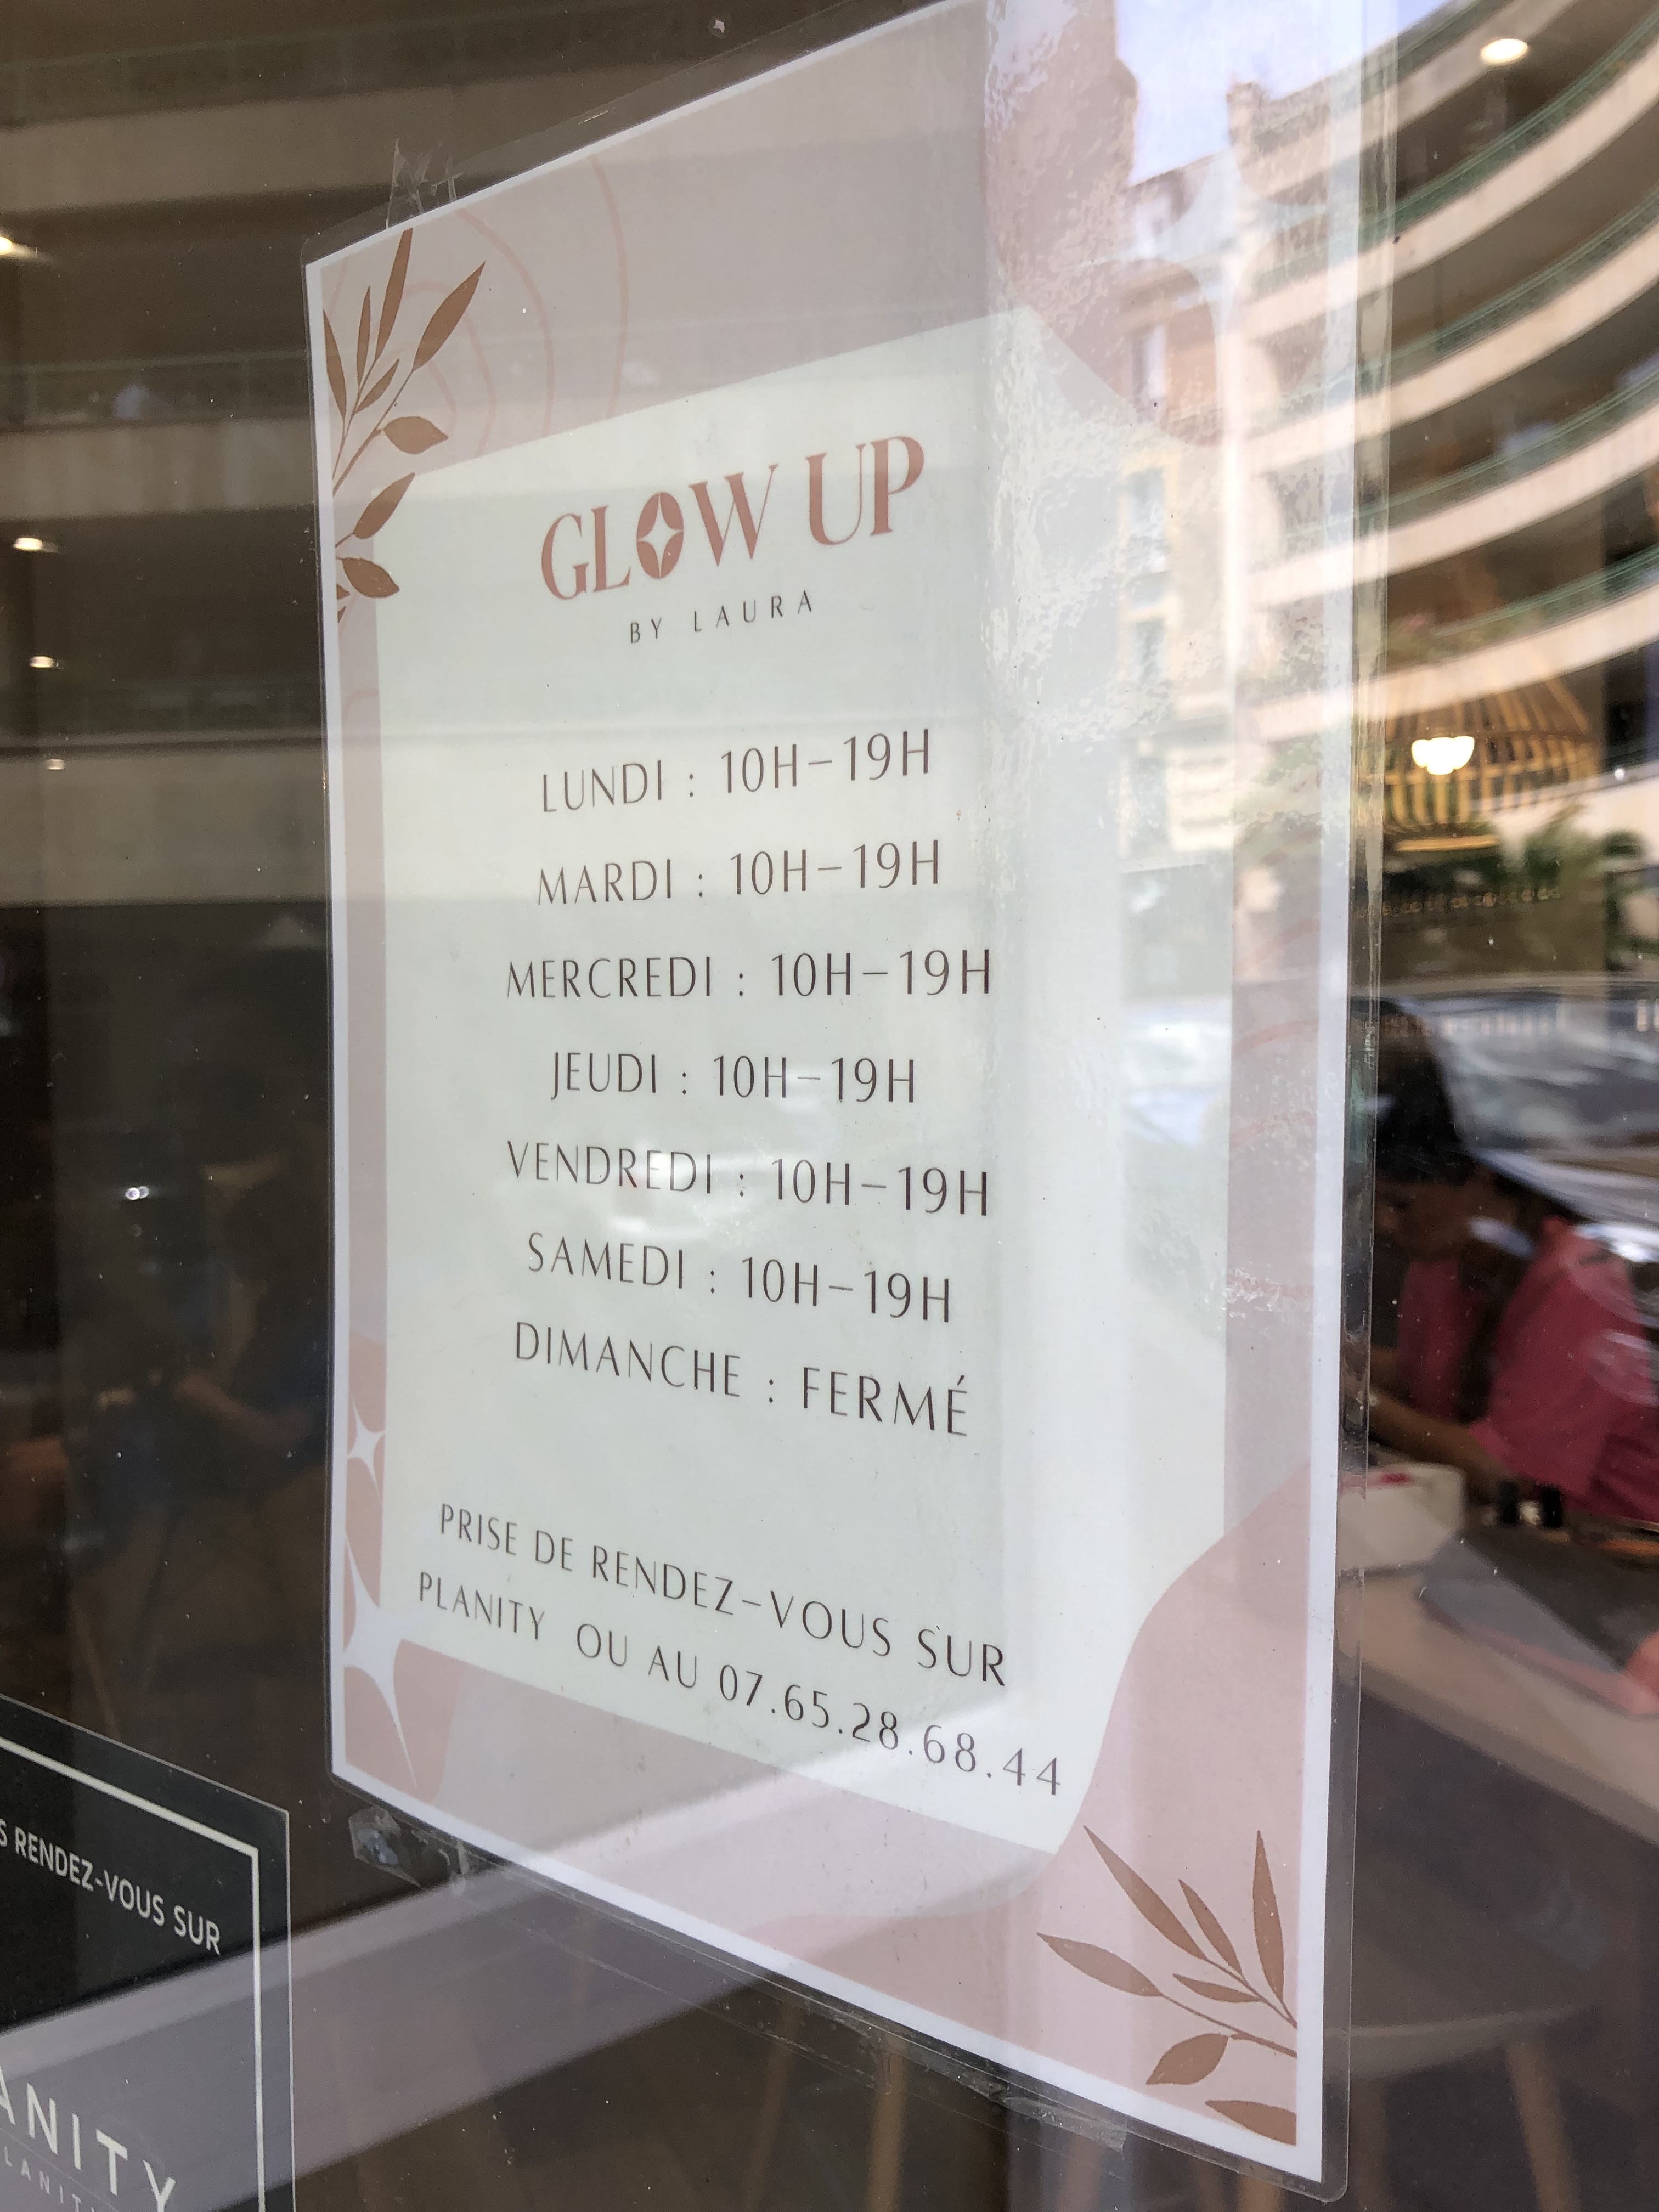 GLOW UP
BY LAURA
LUNDI : 10H-19H
MARDI : 10H-19H
MERCREDI : 10H-19H
JEUDI : 10H-19H
VENDREDI : 10H-19H
SAMEDI : 10H-19H
DIMANCHE : FERMÉ
PRISE DE RENDEZ-VOUS SUR
PLANITY OU AU 07.65.28.68.44
RENDEZ-VOUS SUR